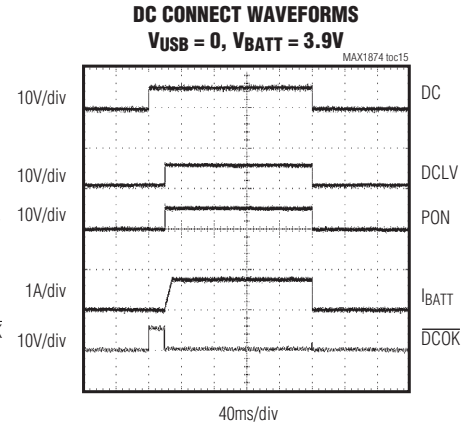 DC CONNECT WAVEFORMS
VUSB = 0, VBATT = 3.9V
MAX1874 toc15
10V/div DC
10V/div DCLV
10V/div PON
1A/div IBATT
10V/div DCOK
40ms/div